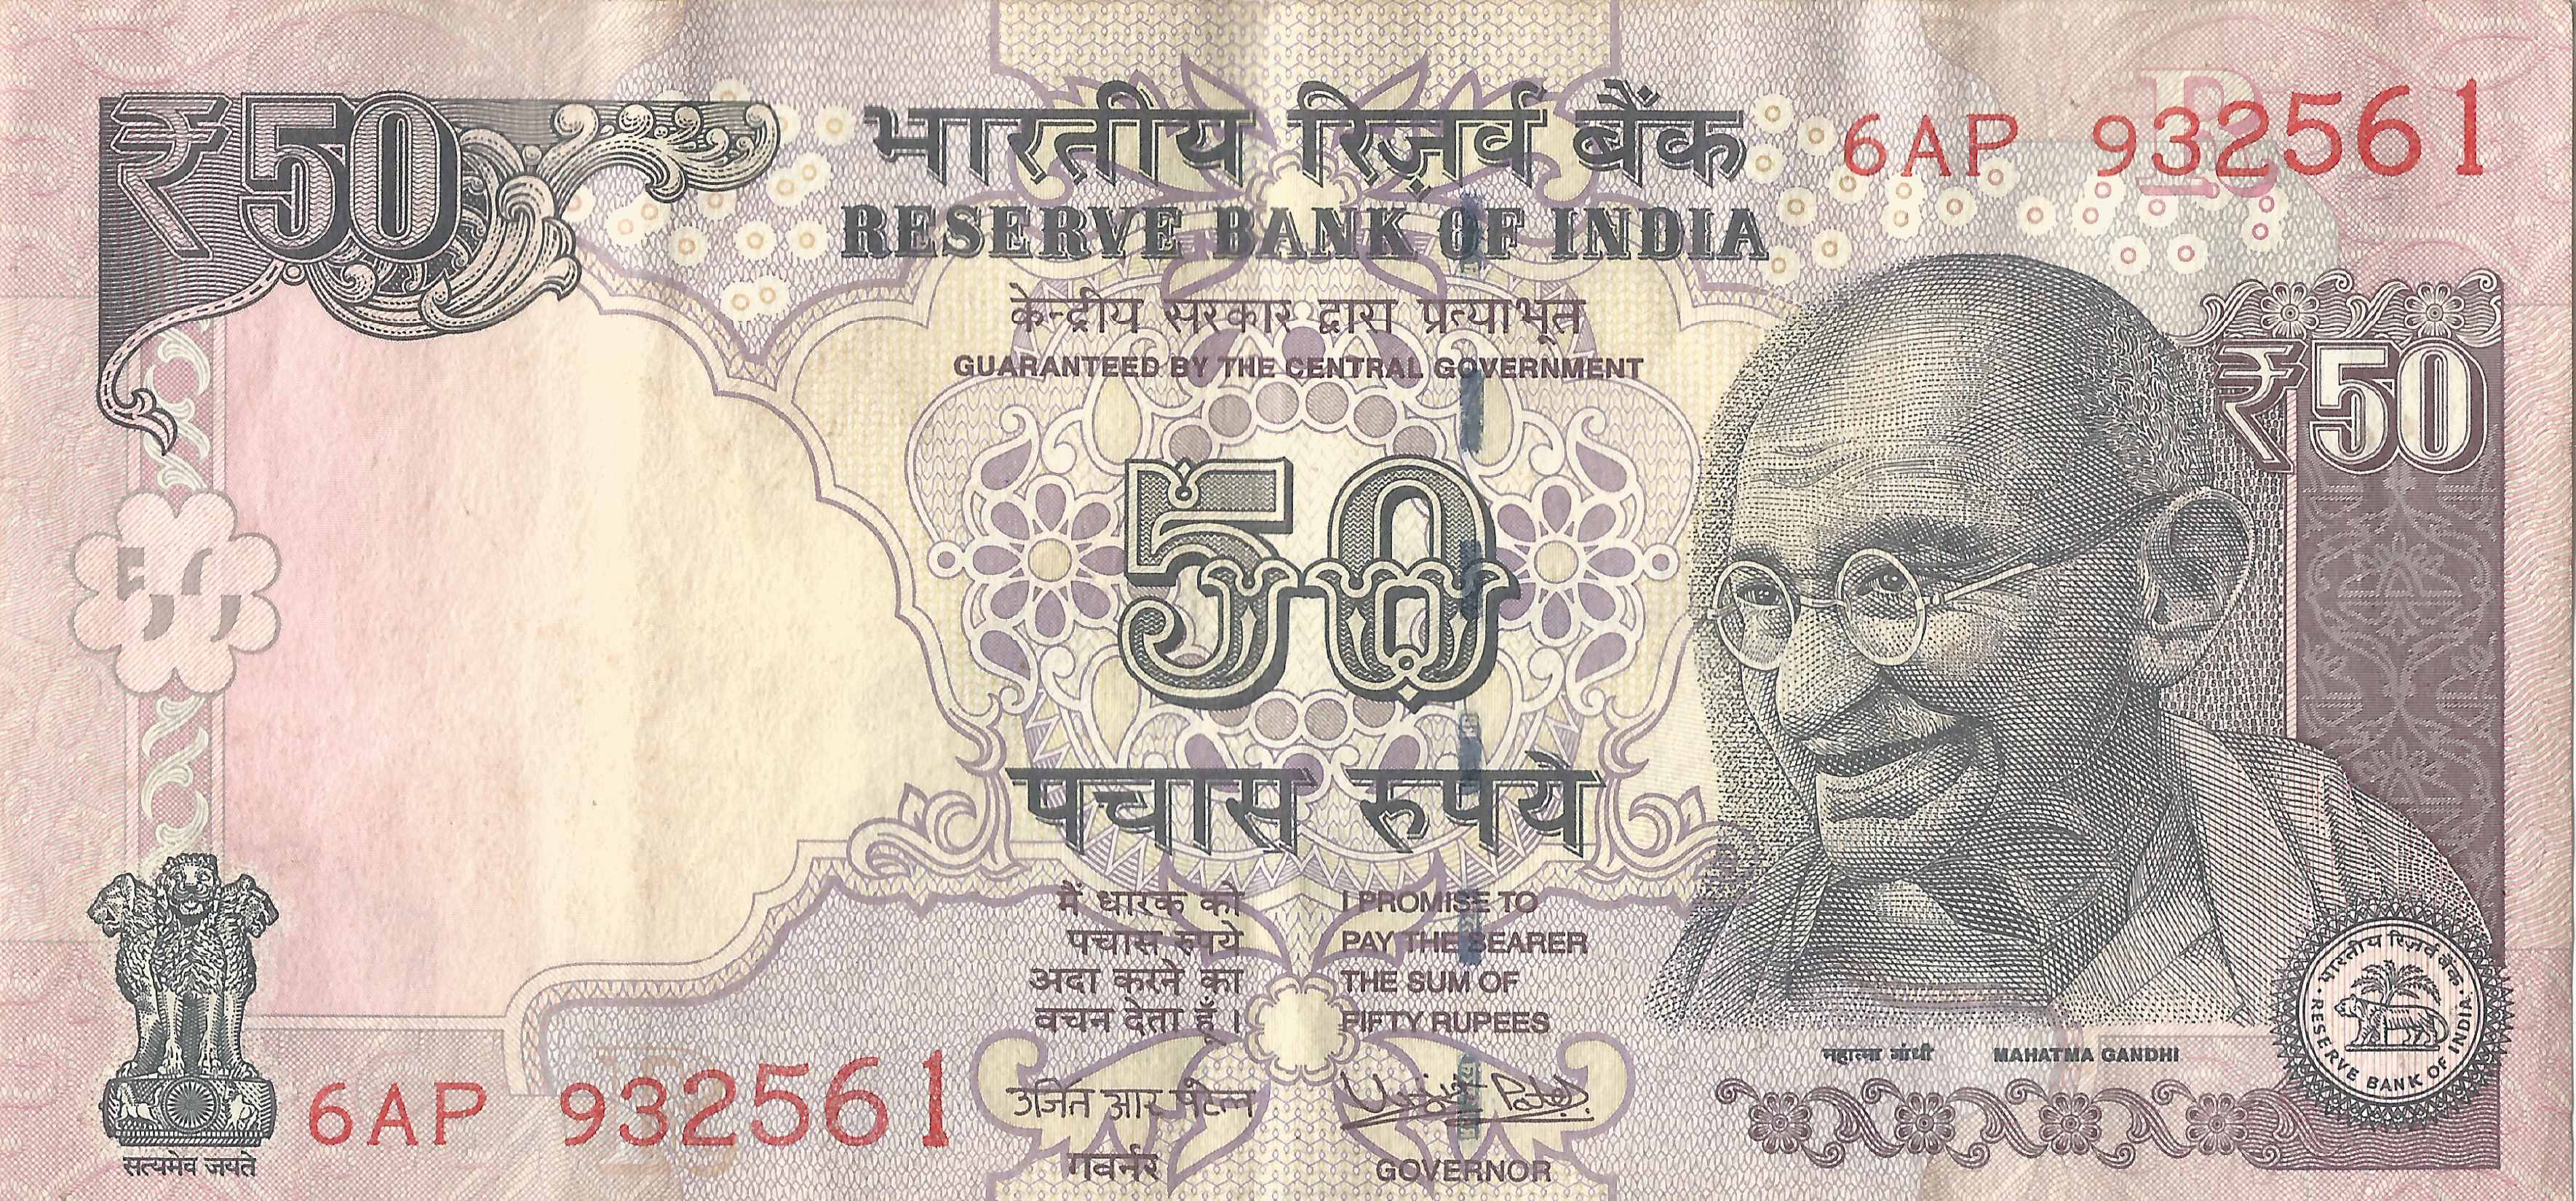 ₹50
भारतीय रिज़र्व बैंक
6AP 932561
RESERVE BANK OF INDIA
केन्द्रीय सरकार द्वारा प्रत्याभूत
GUARANTEED BY THE CENTRAL GOVERNMENT
₹50
50
पचास रुपये
मैं धारक को
पचास रुपये
अदा करने का
वचन देता हूँ ।
I PROMISE TO
PAY THE BEARER
THE SUM OF
FIFTY RUPEES
महात्मा गांधी MAHATMA GANDHI
भारतीय रिज़र्व बैंक
RESERVE BANK OF INDIA
6AP 932561
उर्जित आर पटेल
Urjit Patel
गवर्नर
GOVERNOR
सत्यमेव जयते